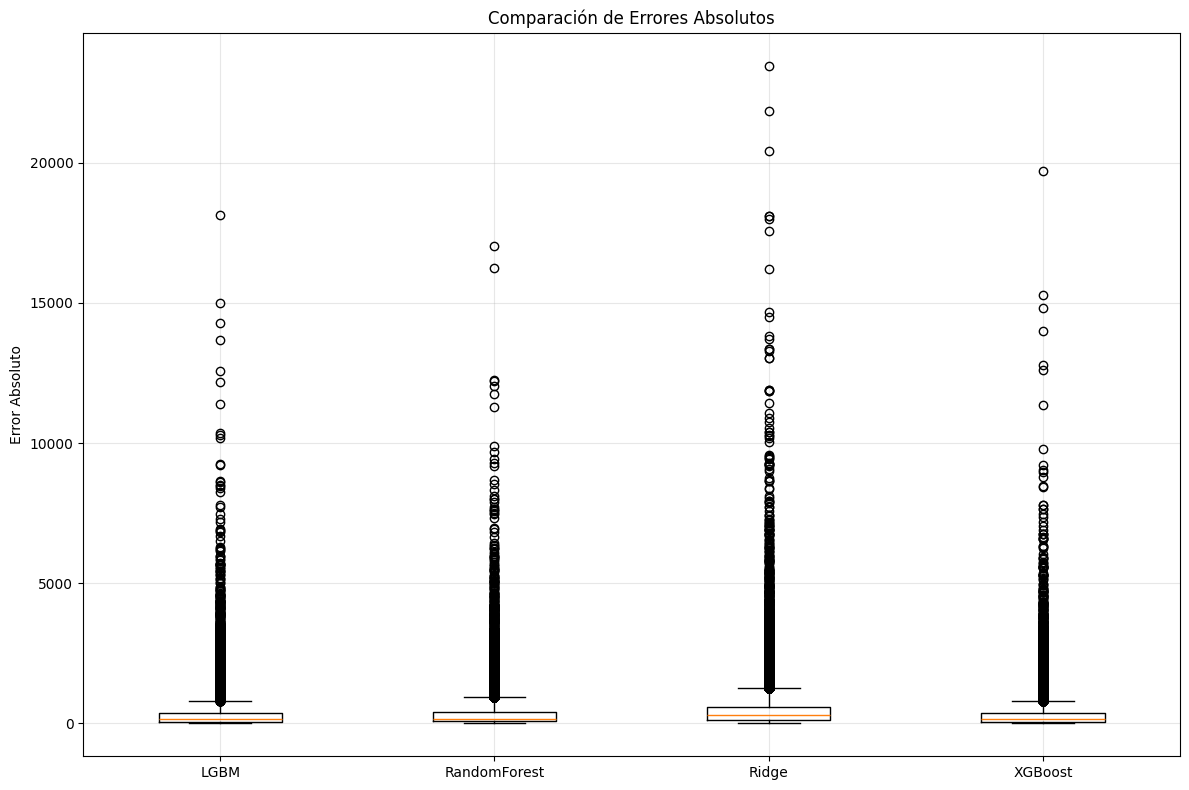 Comparación de Errores Absolutos
Error Absoluto
20000
15000
10000
5000
0
LGBM
RandomForest
Ridge
XGBoost